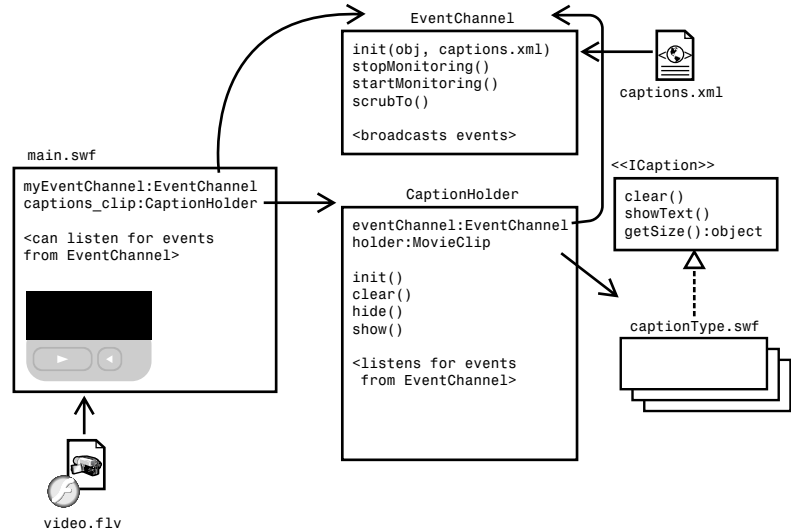 EventChannel
init(obj, captions.xml)
stopMonitoring()
startMonitoring()
scrubTo()
<broadcasts events>
captions.xml
main.swf
myEventChannel:EventChannel
captions_clip:CaptionHolder
<can listen for events
from EventChannel>
video.flv
CaptionHolder
eventChannel:EventChannel
holder:MovieClip
init()
clear()
hide()
show()
<listens for events
from EventChannel>
<<ICaption>>
clear()
showText()
getSize():object
captionType.swf